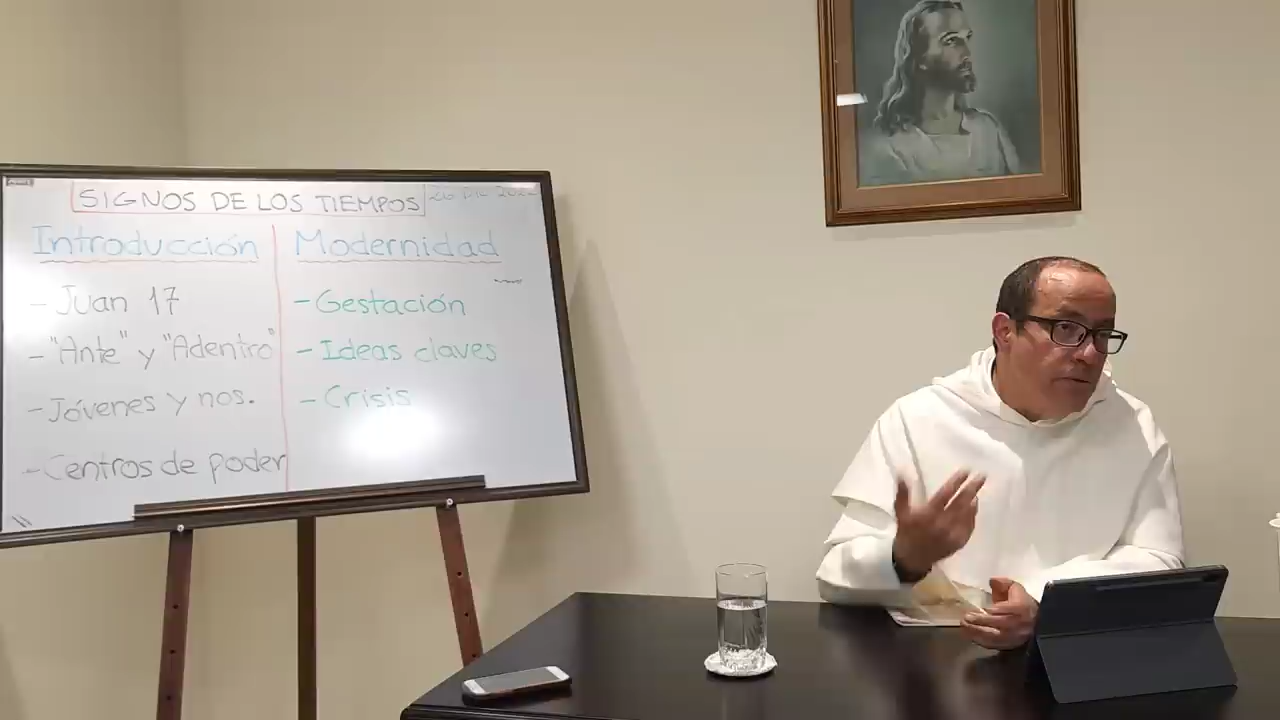 SIGNOS DE LOS TIEMPOS
Introducción
- Juan 17
- "Ante" y "Adentro"
- Jóvenes y nos.
- Centros de poder
Modernidad
- Gestación
- Ideas claves
- Crisis